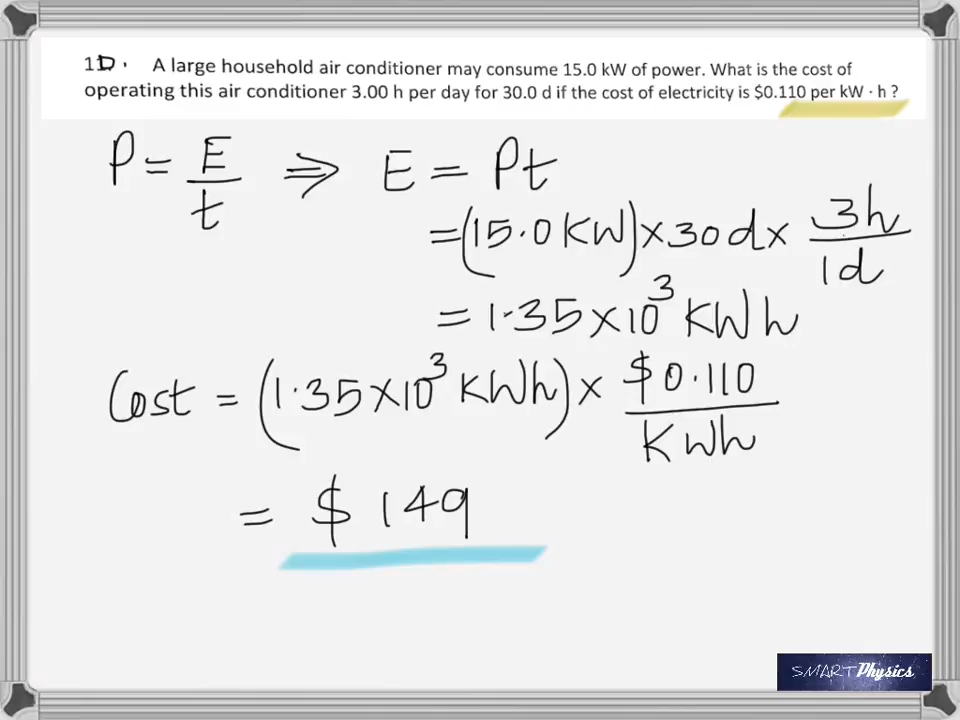 1D. A large household air conditioner may consume 15.0 kW of power. What is the cost of
operating this air conditioner 3.00 h per day for 30.0 d if the cost of electricity is $0.110 per kW · h ?
P = E/t ⇒ E = Pt
= (15.0 KW) × 30 d × 3h/1d
= 1.35 × 10³ KWh
Cost = (1.35 × 10³ KWh) × $0.110/KWh
= $ 149
SMART Physics